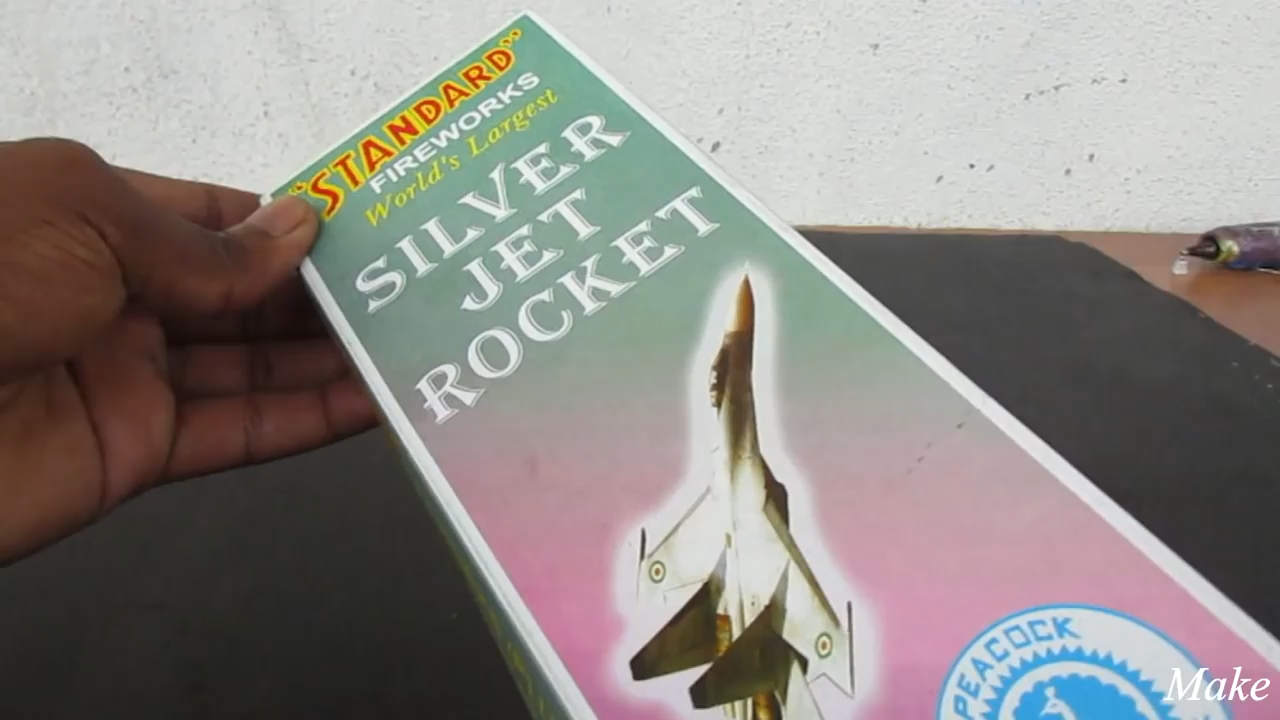 "STANDARD"
FIREWORKS
World's Largest
SILVER
JET
ROCKET
PEACOCK
Make